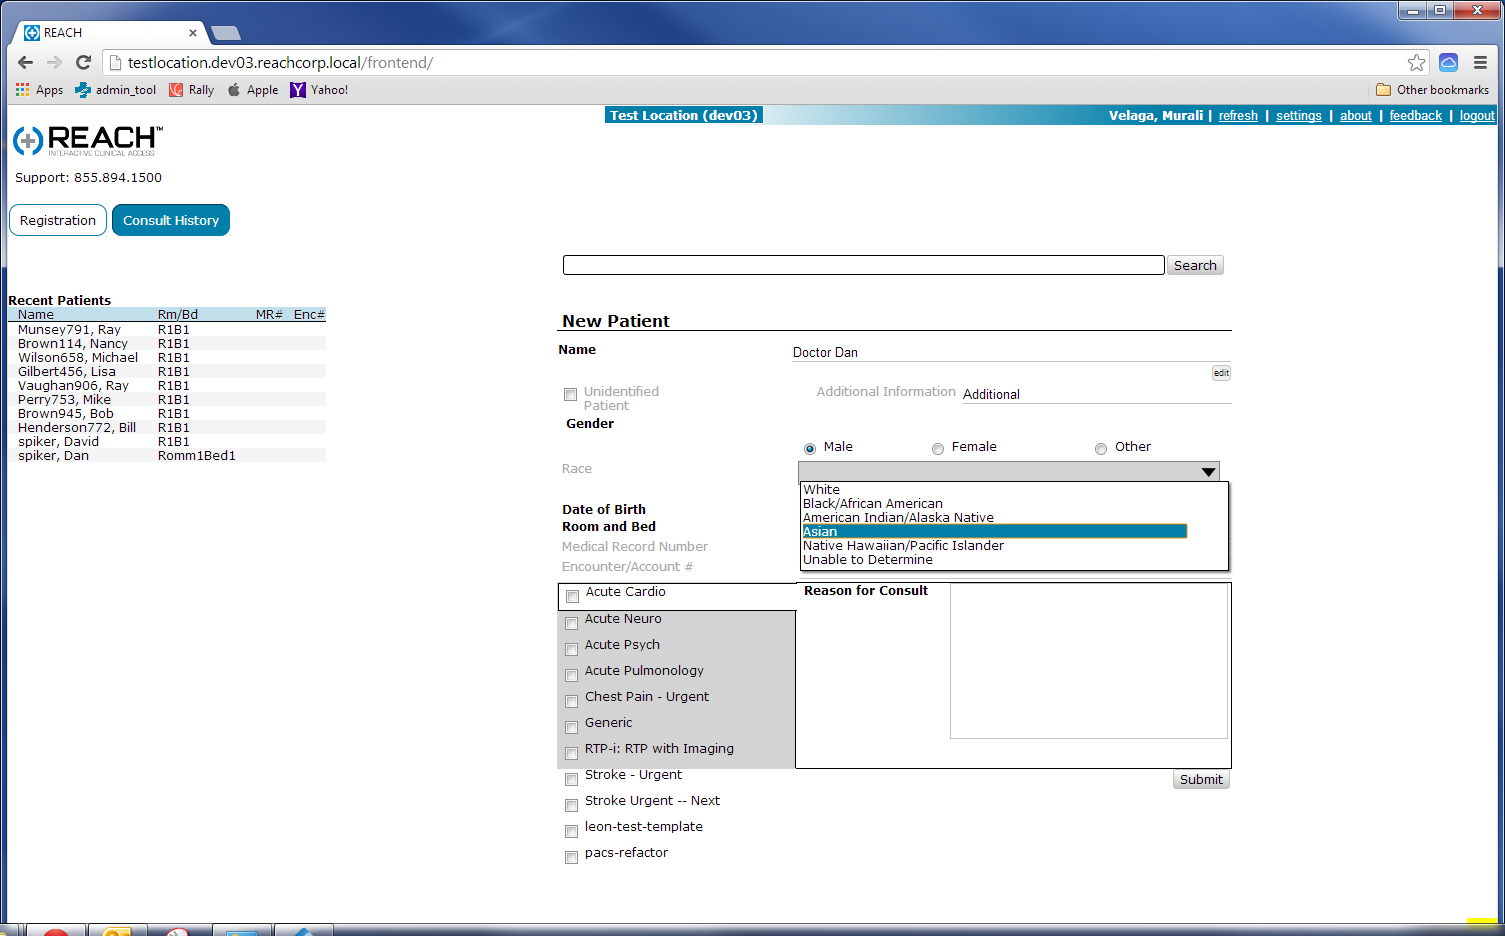 REACH
testlocation.dev03.reachcorp.local/frontend/
Apps admin_tool Rally Apple Yahoo! Other bookmarks
Test Location (dev03) Velaga, Murali | refresh | settings | about | feedback | logout
REACH™
INTERACTIVE CLINICAL ACCESS
Support: 855.894.1500
Registration Consult History
Search
Recent Patients
Name Rm/Bd MR# Enc#
Munsey791, Ray R1B1
Brown114, Nancy R1B1
Wilson658, Michael R1B1
Gilbert456, Lisa R1B1
Vaughan906, Ray R1B1
Perry753, Mike R1B1
Brown945, Bob R1B1
Henderson772, Bill R1B1
spiker, David R1B1
spiker, Dan Romm1Bed1
New Patient
Name Doctor Dan
edit
Unidentified
Patient
Additional Information Additional
Gender
Male Female Other
Race
White
Black/African American
American Indian/Alaska Native
Asian
Native Hawaiian/Pacific Islander
Unable to Determine
Date of Birth
Room and Bed
Medical Record Number
Encounter/Account #
Acute Cardio
Acute Neuro
Acute Psych
Acute Pulmonology
Chest Pain - Urgent
Generic
RTP-i: RTP with Imaging
Stroke - Urgent
Stroke Urgent -- Next
leon-test-template
pacs-refactor
Reason for Consult
Submit